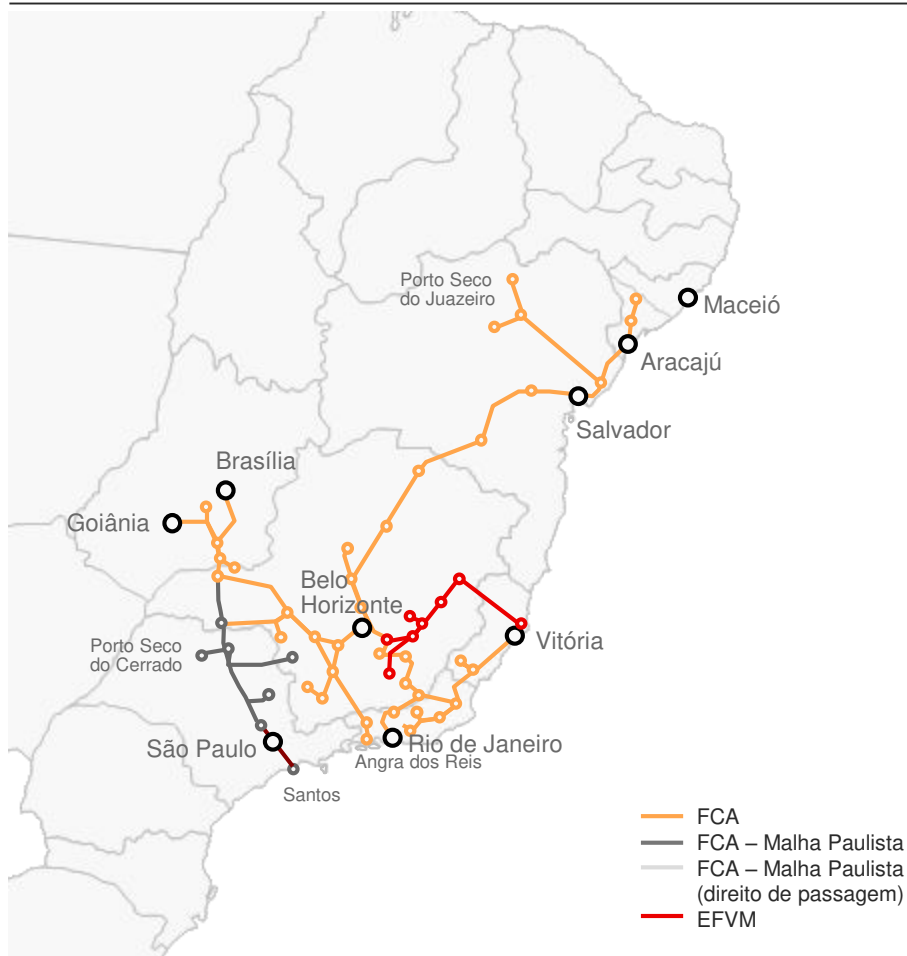 Porto Seco
do Juazeiro
Maceió
Aracajú
Salvador
Brasília
Goiânia
Belo
Horizonte
Vitória
Porto Seco
do Cerrado
São Paulo
Rio de Janeiro
Angra dos Reis
Santos
FCA
FCA – Malha Paulista
FCA – Malha Paulista
(direito de passagem)
EFVM